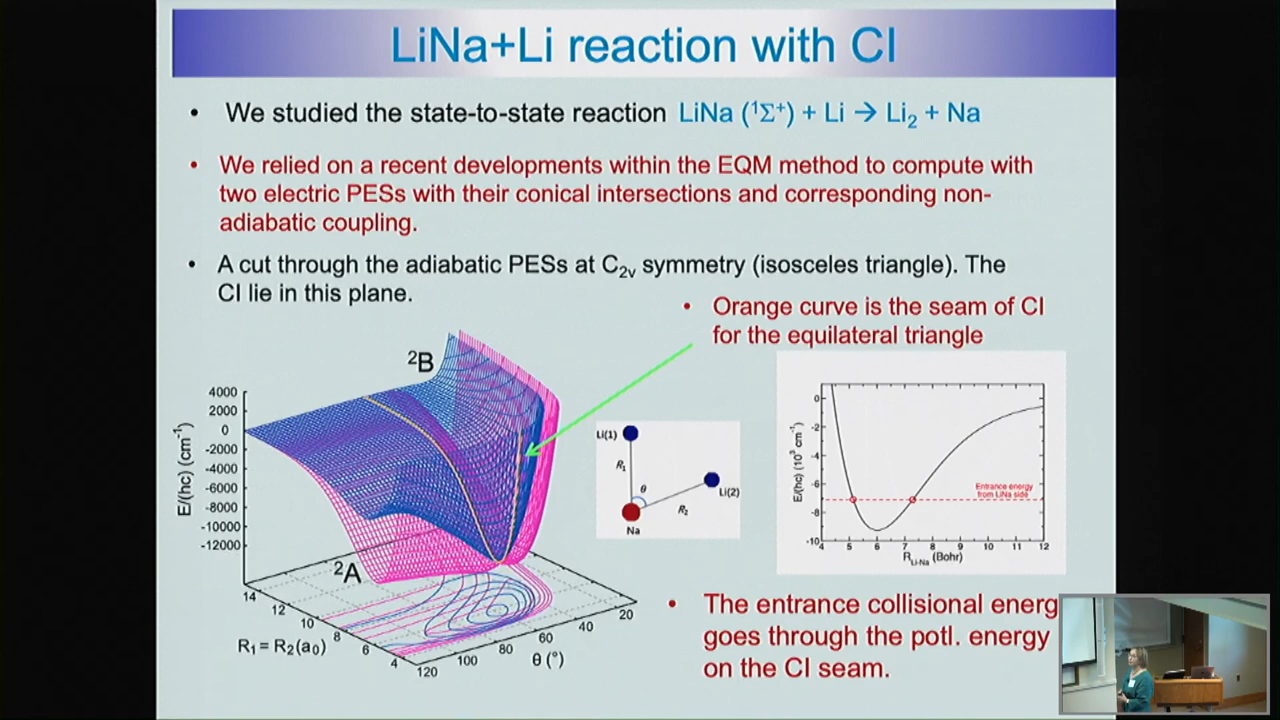 LiNa+Li reaction with CI
• We studied the state-to-state reaction LiNa (¹Σ⁺) + Li → Li₂ + Na
• We relied on a recent developments within the EQM method to compute with
two electric PESs with their conical intersections and corresponding non-
adiabatic coupling.
• A cut through the adiabatic PESs at C₂ᵥ symmetry (isosceles triangle). The
CI lie in this plane.
• Orange curve is the seam of CI
for the equilateral triangle
²B
4000
2000
0
-2000
-4000
-6000
-8000
-10000
-12000
E/(hc) (cm⁻¹)
²A
14
12
10
8
6
4
R₁ = R₂(a₀)
120
100
80
60
40
20
θ (°)
Li(1)
R₁
θ
Li(2)
R₂
Na
0
-2
-4
-6
-8
-10
E/(hc) (10³ cm⁻¹)
Entrance energy
from LiNa side
4 5 6 7 8 9 10 11 12
R Li-Na (Bohr)
• The entrance collisional energ
goes through the potl. energy
on the CI seam.